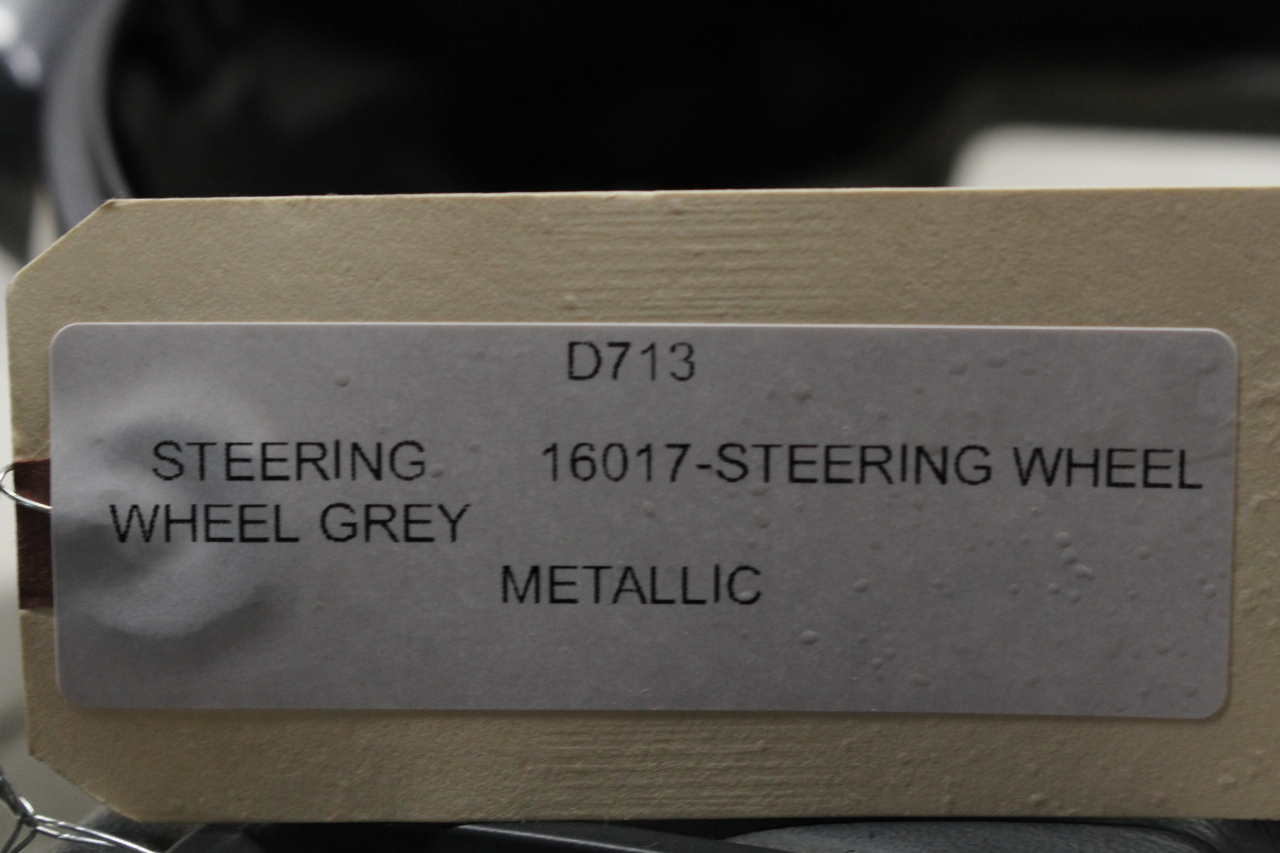 D713
STEERING 16017-STEERING WHEEL
WHEEL GREY
METALLIC